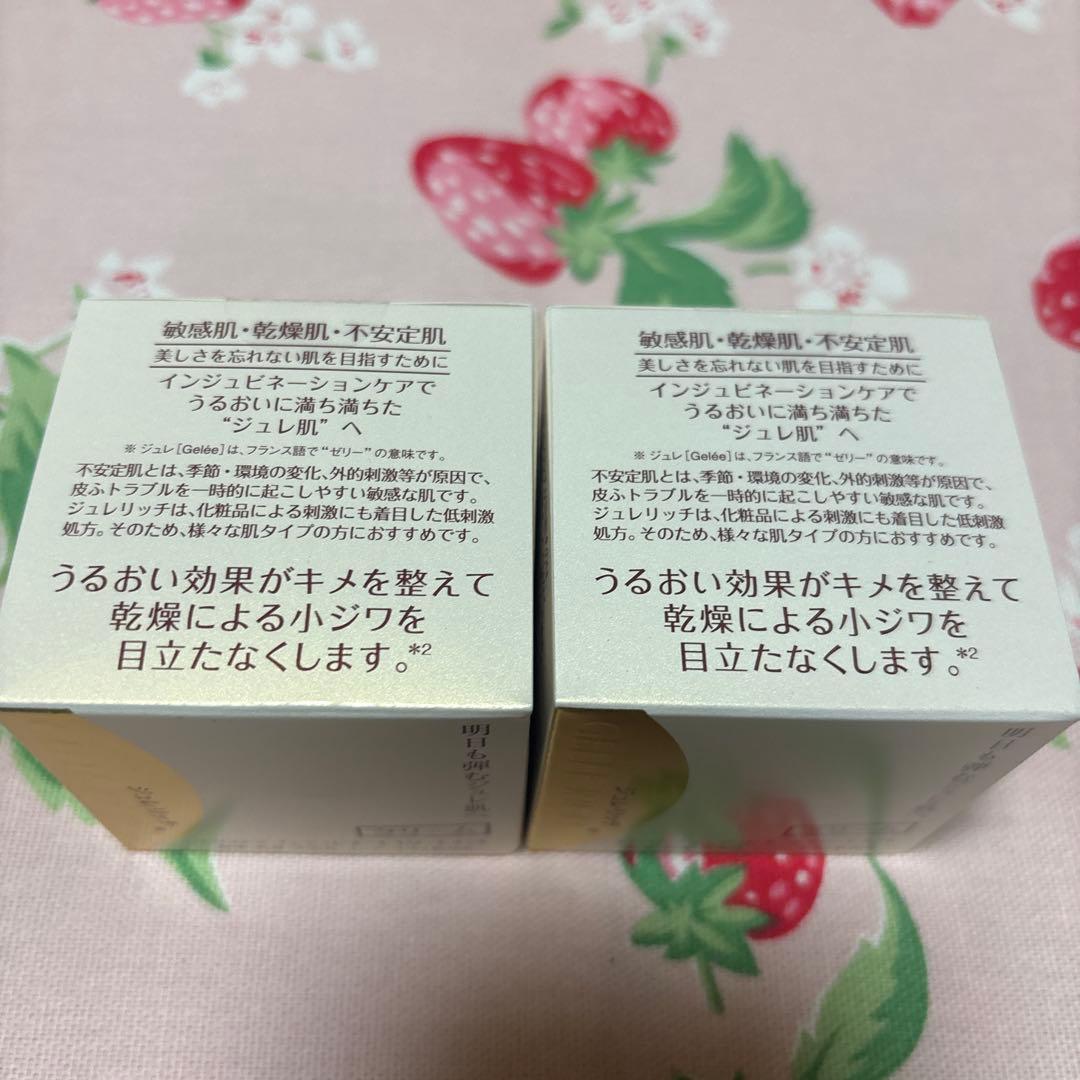 敏感肌・乾燥肌・不安定肌
美しさを忘れない肌を目指すために
インジュビネーションケアで
うるおいに満ち満ちた
“ジュレ肌” へ
※ ジュレ [Gelée] は、フランス語で “ゼリー” の意味です。
不安定肌とは、季節・環境の変化、外的刺激等が原因で、
皮ふトラブルを一時的に起こしやすい敏感な肌です。
ジュレリッチは、化粧品による刺激にも着目した低刺激
処方。そのため、様々な肌タイプの方におすすめです。
うるおい効果がキメを整えて
乾燥による小ジワを
目立たなくします。*2
明日も弾むジュレ肌。
敏感肌・乾燥肌・不安定肌
美しさを忘れない肌を目指すために
インジュビネーションケアで
うるおいに満ち満ちた
“ジュレ肌” へ
※ ジュレ [Gelée] は、フランス語で “ゼリー” の意味です。
不安定肌とは、季節・環境の変化、外的刺激等が原因で、
皮ふトラブルを一時的に起こしやすい敏感な肌です。
ジュレリッチは、化粧品による刺激にも着目した低刺激
処方。そのため、様々な肌タイプの方におすすめです。
うるおい効果がキメを整えて
乾燥による小ジワを
目立たなくします。*2
ジュレリッチ